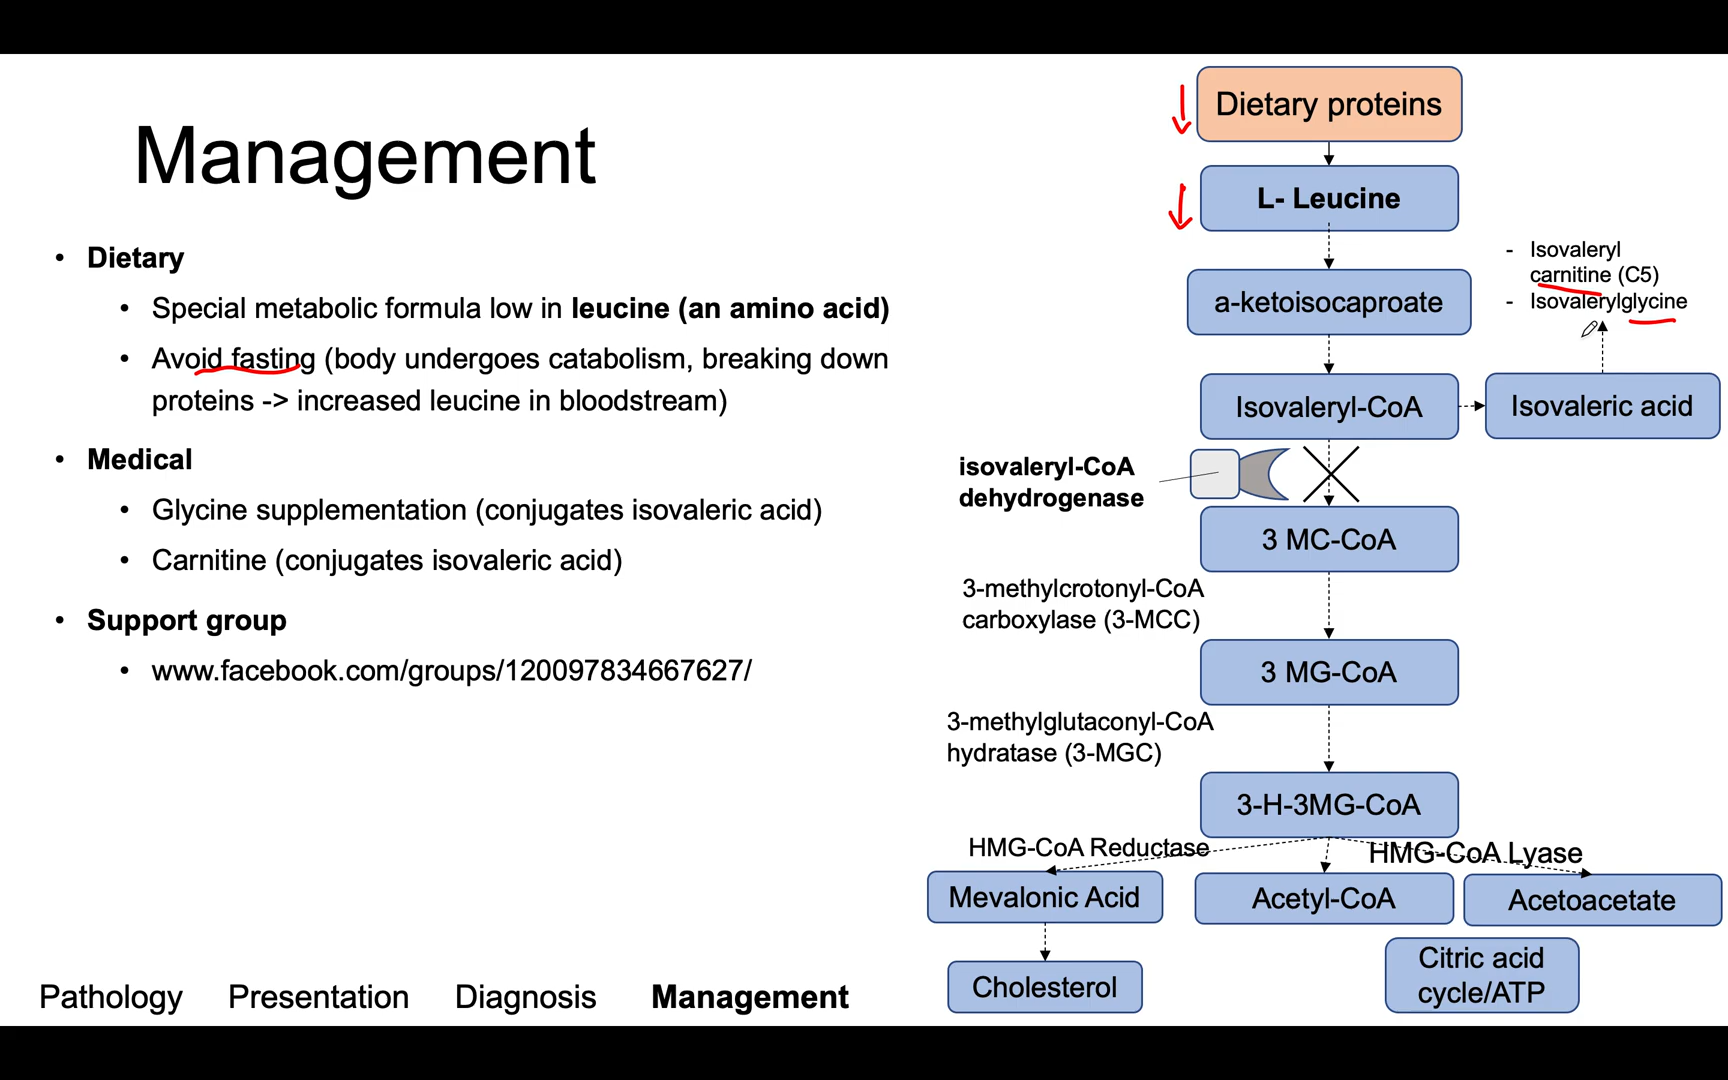 Management
• Dietary
• Special metabolic formula low in leucine (an amino acid)
• Avoid fasting (body undergoes catabolism, breaking down
proteins -> increased leucine in bloodstream)
• Medical
• Glycine supplementation (conjugates isovaleric acid)
• Carnitine (conjugates isovaleric acid)
• Support group
• www.facebook.com/groups/120097834667627/
Dietary proteins
L- Leucine
a-ketoisocaproate
- Isovaleryl
carnitine (C5)
- Isovalerylglycine
Isovaleryl-CoA
Isovaleric acid
isovaleryl-CoA
dehydrogenase
3 MC-CoA
3-methylcrotonyl-CoA
carboxylase (3-MCC)
3 MG-CoA
3-methylglutaconyl-CoA
hydratase (3-MGC)
3-H-3MG-CoA
HMG-CoA Reductase
HMG-CoA Lyase
Mevalonic Acid
Acetyl-CoA
Acetoacetate
Cholesterol
Citric acid
cycle/ATP
Pathology Presentation Diagnosis Management